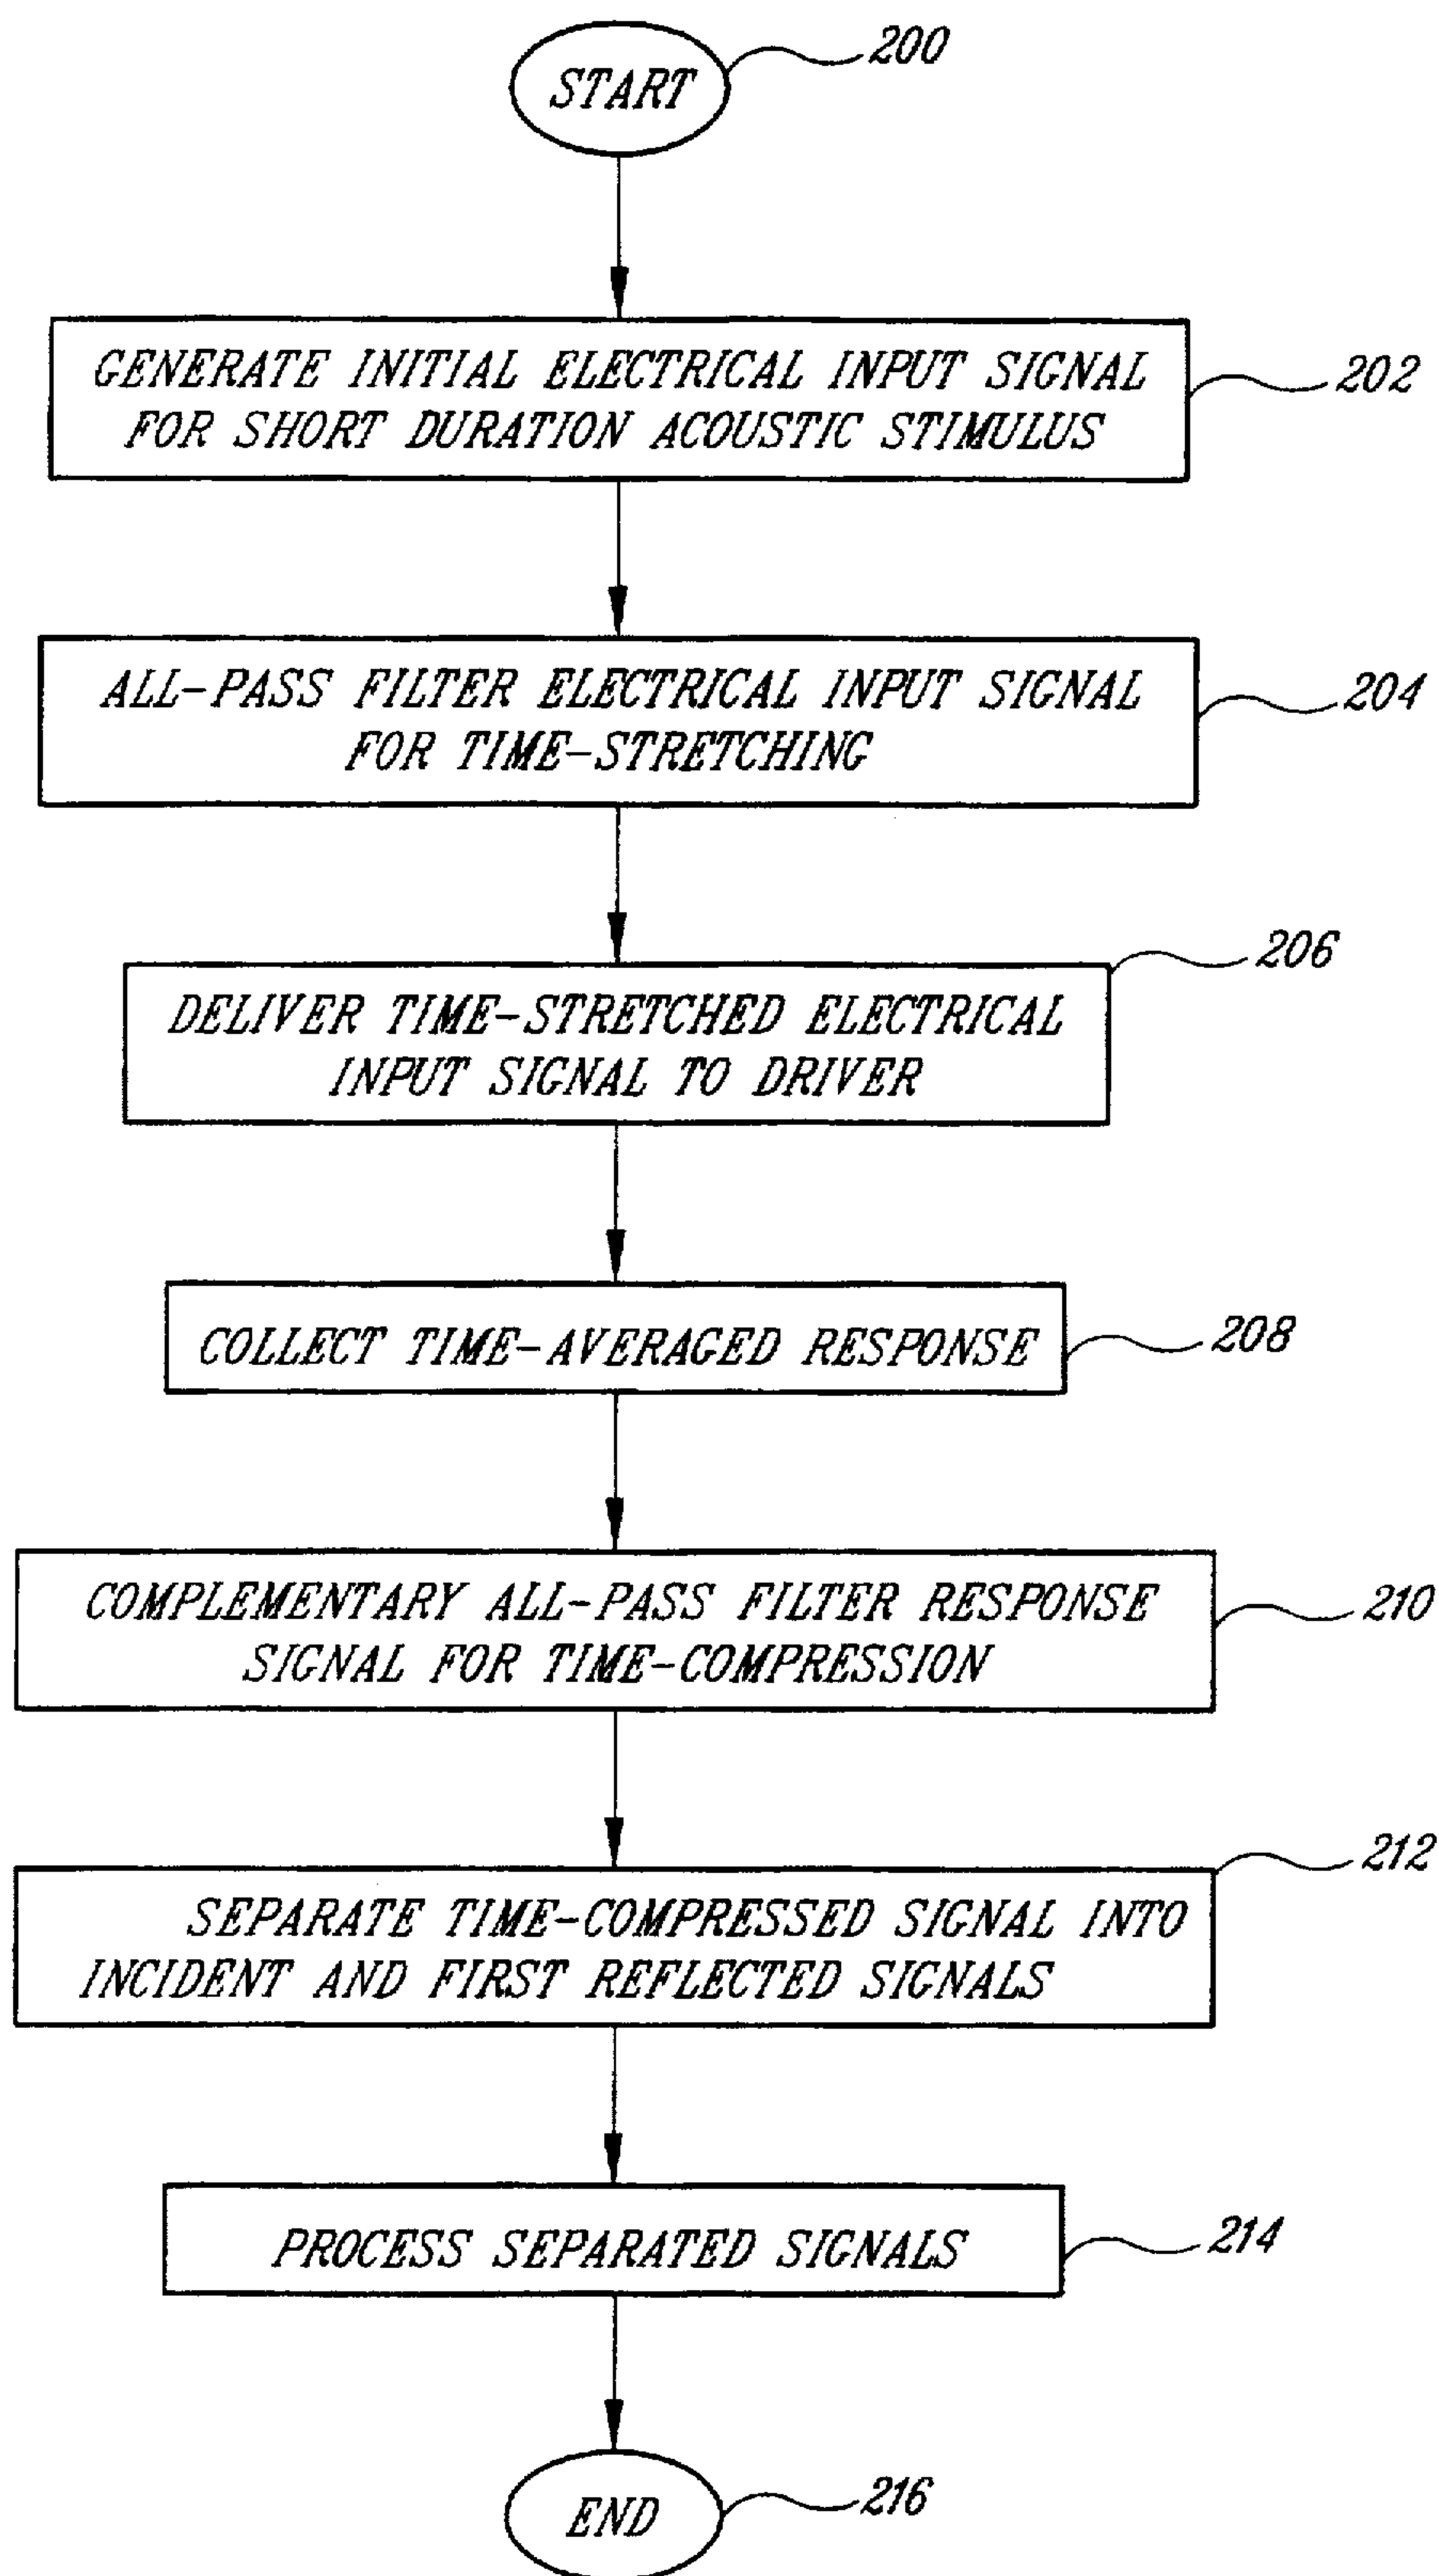 START
200
GENERATE INITIAL ELECTRICAL INPUT SIGNAL
FOR SHORT DURATION ACOUSTIC STIMULUS
202
ALL-PASS FILTER ELECTRICAL INPUT SIGNAL
FOR TIME-STRETCHING
204
DELIVER TIME-STRETCHED ELECTRICAL
INPUT SIGNAL TO DRIVER
206
COLLECT TIME-AVERAGED RESPONSE
208
COMPLEMENTARY ALL-PASS FILTER RESPONSE
SIGNAL FOR TIME-COMPRESSION
210
SEPARATE TIME-COMPRESSED SIGNAL INTO
INCIDENT AND FIRST REFLECTED SIGNALS
212
PROCESS SEPARATED SIGNALS
214
END
216